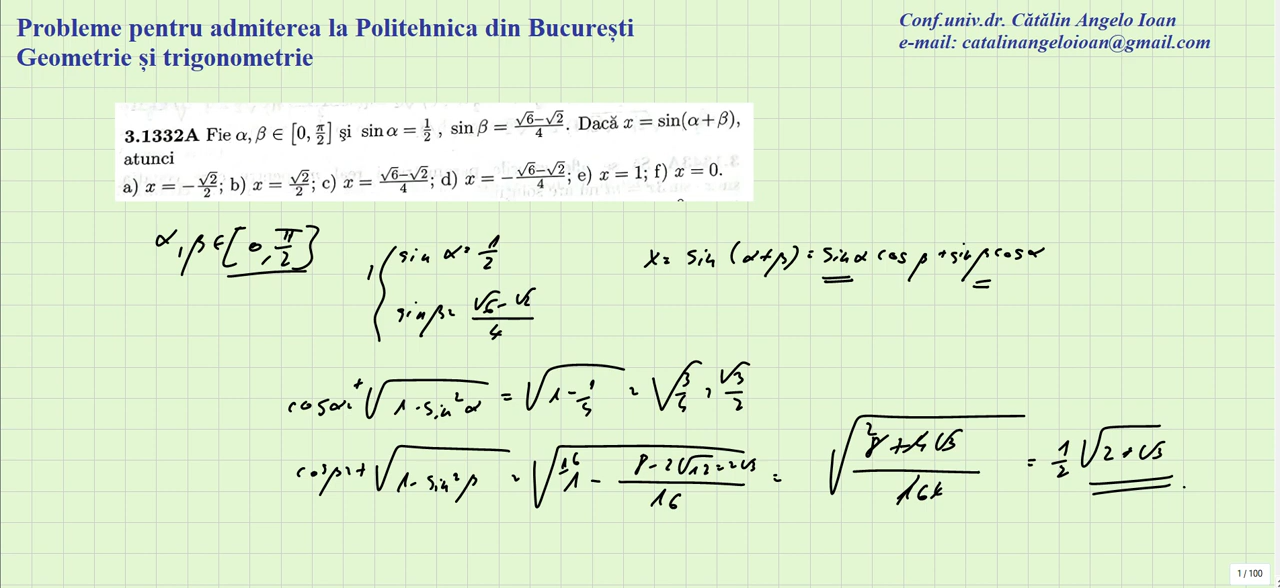 Probleme pentru admiterea la Politehnica din București
Geometrie și trigonometrie
Conf.univ.dr. Cătălin Angelo Ioan
e-mail: catalinangeloioan@gmail.com
3.1332A Fie α, β ∈ [0, π/2] și sin α = 1/2 , sin β = (√6−√2)/4. Dacă x = sin(α+β),
atunci
a) x = −√2/2; b) x = √2/2; c) x = (√6−√2)/4; d) x = −(√6−√2)/4; e) x = 1; f) x = 0.
α, β ∈ [0, π/2] , { sin α = 1/2
sin β = (√6−√2)/4
x = sin (α+β) = sin α cos β + sin β cos α
cos α = +√(1 - sin² α) = √(1 - 1/4) = √(3/4) = √3/2
cos β = +√(1 - sin² β) = √(1 - (8 - 2√12)/16) = √((8+4√3)/16) = 1/2 √(2+√3)
1 / 100